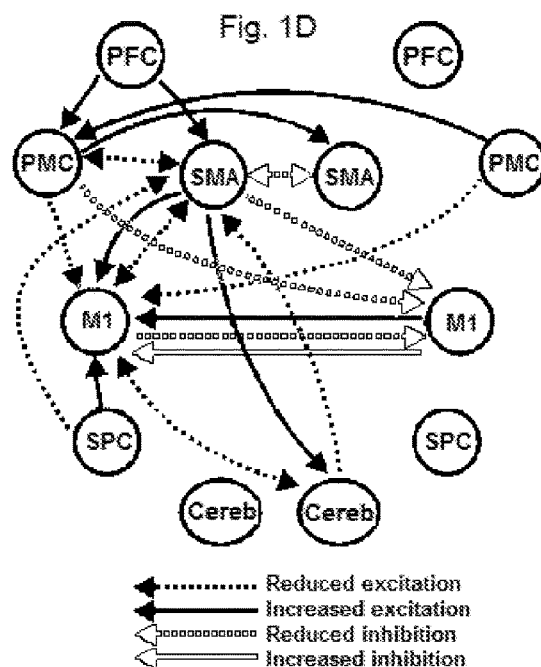 Fig. 1D
PFC
PFC
PMC
SMA
SMA
PMC
M1
M1
SPC
SPC
Cereb
Cereb
Reduced excitation
Increased excitation
Reduced inhibition
Increased inhibition